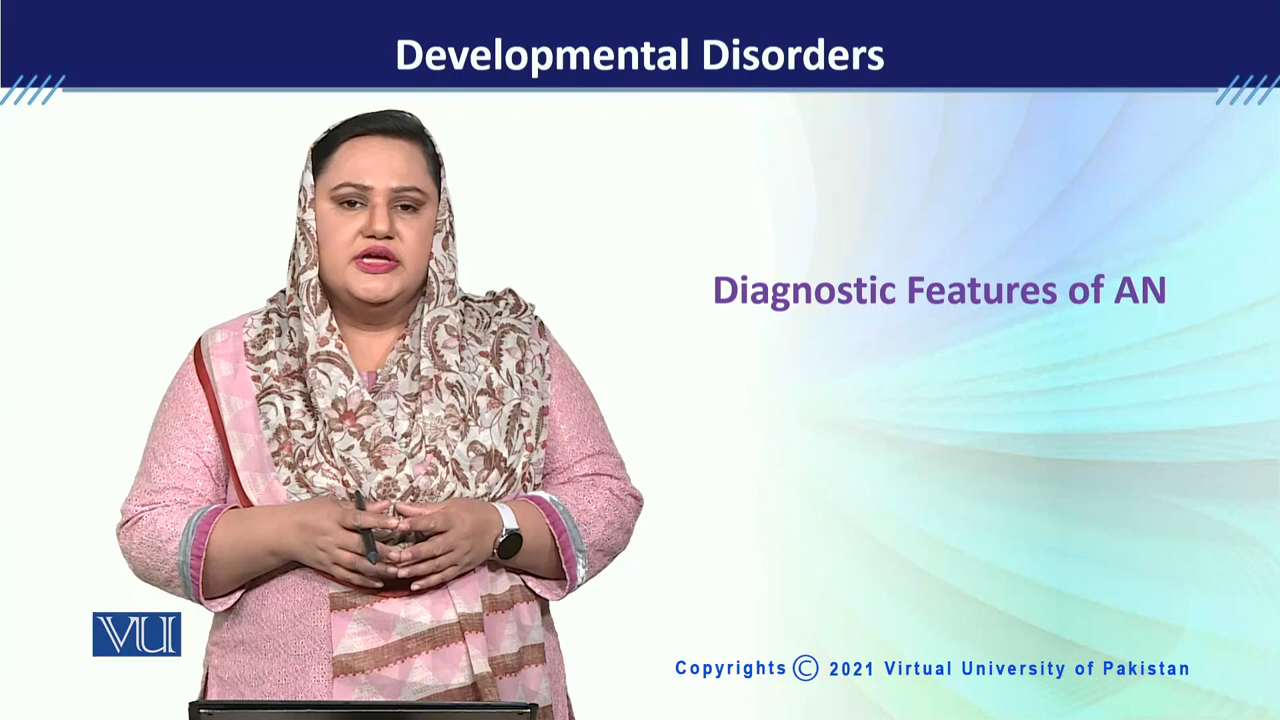 Developmental Disorders
Diagnostic Features of AN
VU
Copyrights © 2021 Virtual University of Pakistan